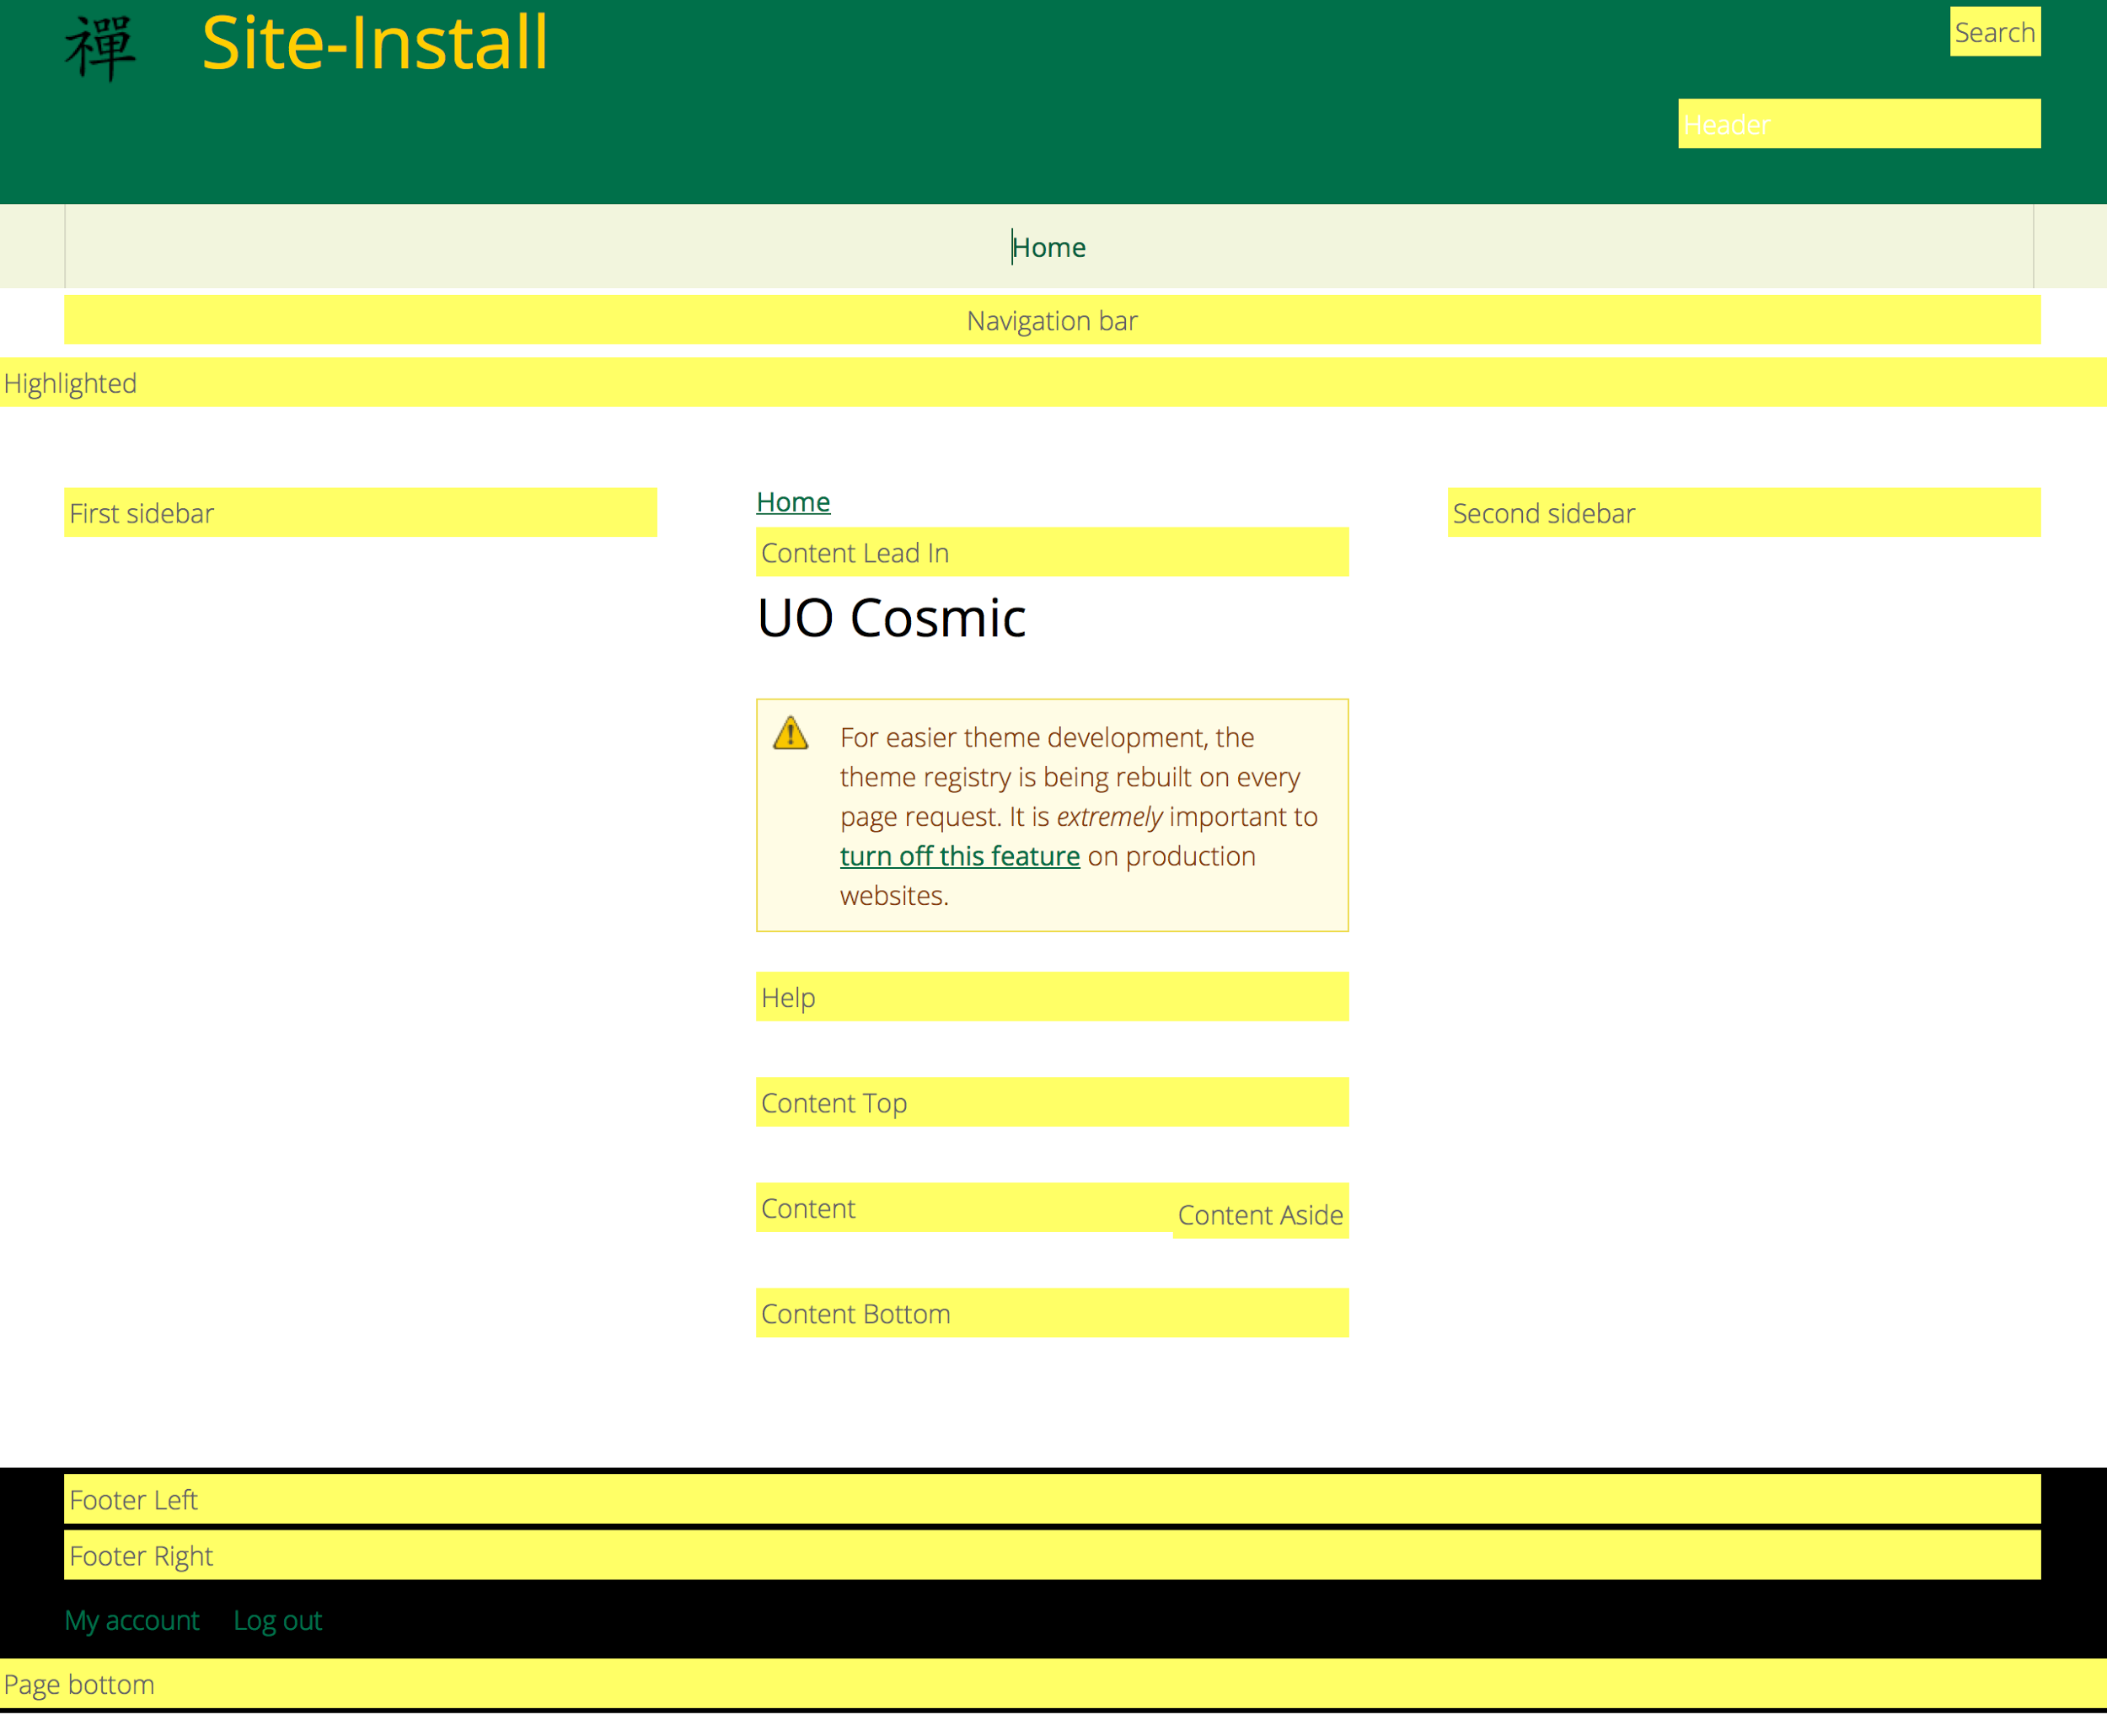 禪 Site-Install
Search
Header
Home
Navigation bar
Highlighted
First sidebar
Home
Content Lead In
UO Cosmic
For easier theme development, the
theme registry is being rebuilt on every
page request. It is extremely important to
turn off this feature on production
websites.
Help
Content Top
Content
Content Aside
Content Bottom
Second sidebar
Footer Left
Footer Right
My account Log out
Page bottom